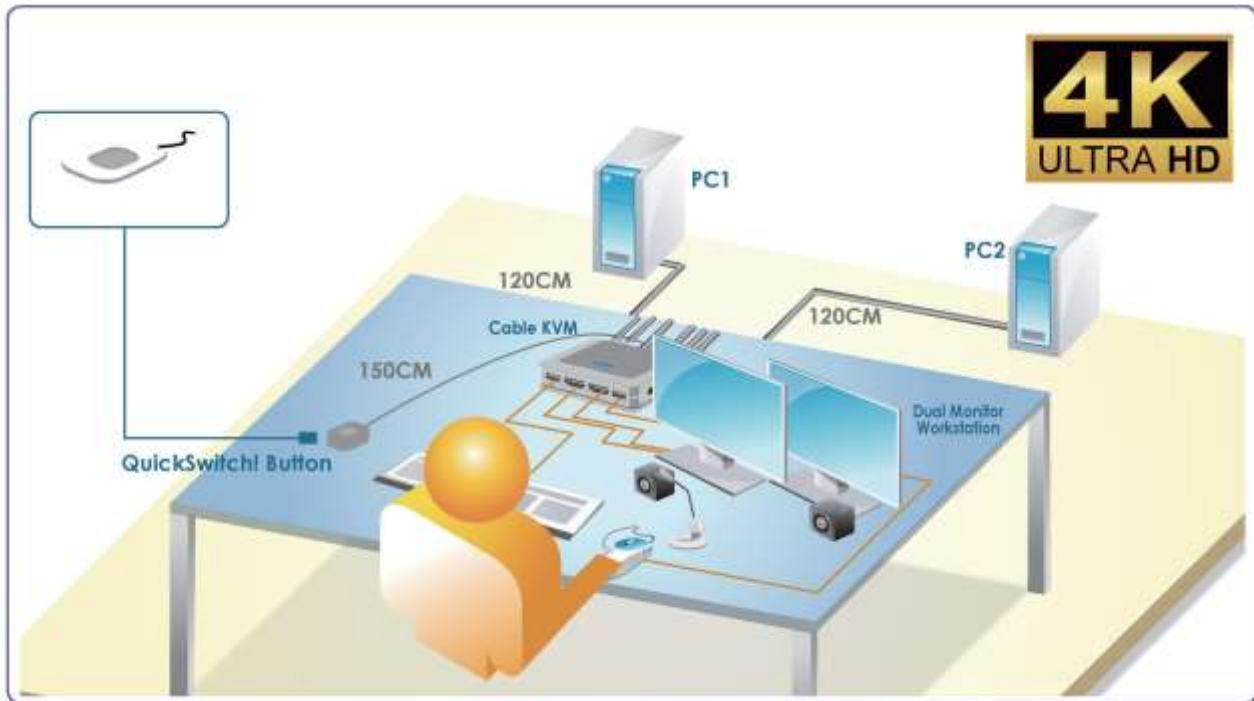 4K
ULTRA HD
PC1
PC2
120CM
120CM
Cable KVM
150CM
Dual Monitor
Workstation
QuickSwitch! Button